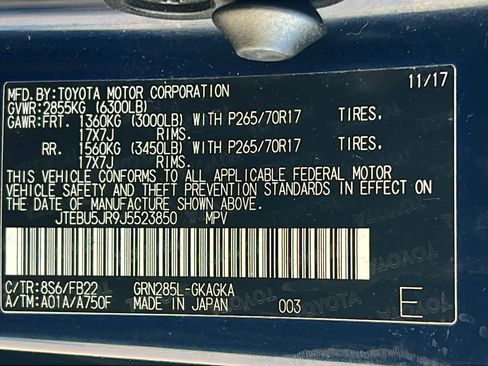 MFD.BY:TOYOTA MOTOR CORPORATION 11/17
GVWR:2855KG (6300LB)
GAWR:FRT. 1360KG (3000LB) WITH P265/70R17 TIRES,
17X7J RIMS.
RR. 1560KG (3450LB) WITH P265/70R17 TIRES,
17X7J RIMS.
THIS VEHICLE CONFORMS TO ALL APPLICABLE FEDERAL MOTOR
VEHICLE SAFETY AND THEFT PREVENTION STANDARDS IN EFFECT ON
THE DATE OF MANUFACTURE SHOWN ABOVE.
JTEBU5JR9J5523850 MPV
C/TR:8S6/FB22 GRN285L-GKAGKA
A/TM:A01A/A750F MADE IN JAPAN 003 E